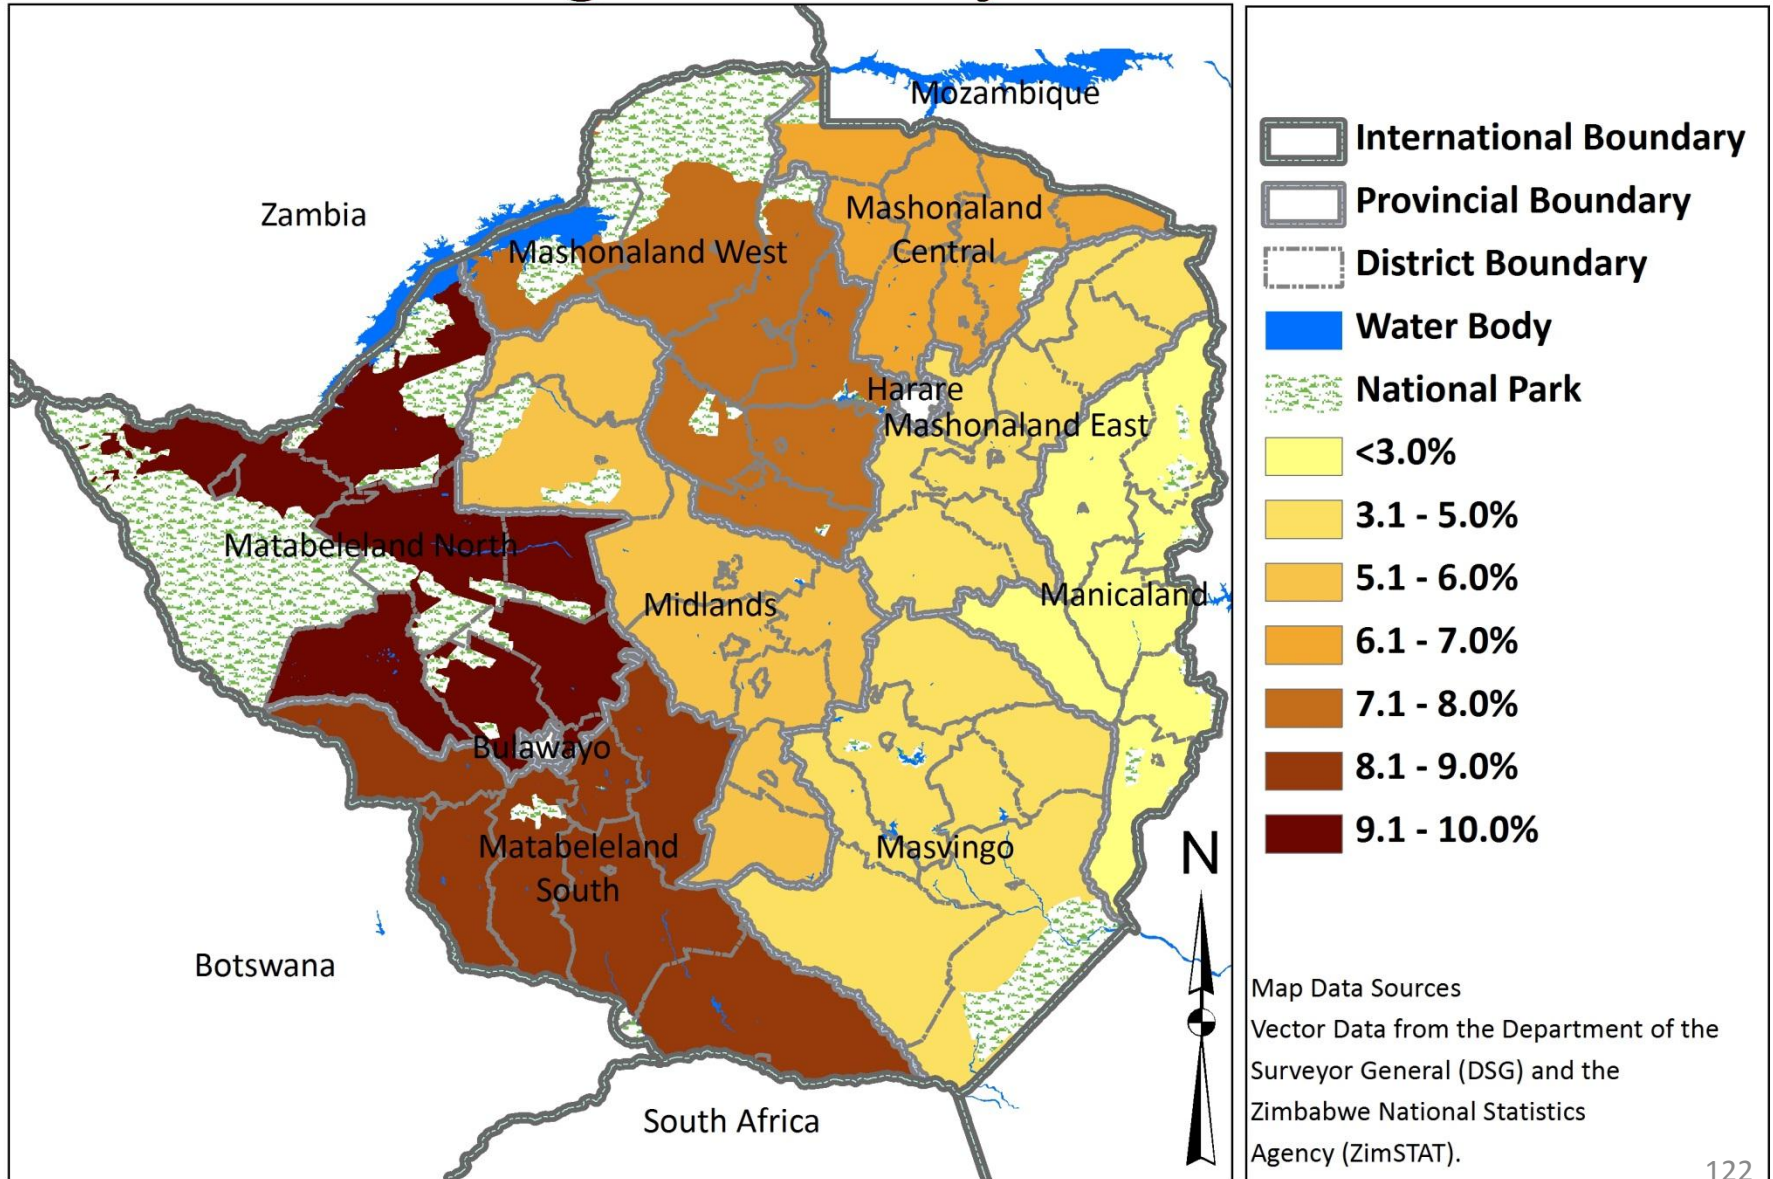 Mozambique
Zambia
Mashonaland
Central
Mashonaland West
Harare
Mashonaland East
Matabeleland North
Midlands
Manicaland
Bulawayo
Matabeleland
South
Masvingo
N
Botswana
South Africa
International Boundary
Provincial Boundary
District Boundary
Water Body
National Park
<3.0%
3.1 - 5.0%
5.1 - 6.0%
6.1 - 7.0%
7.1 - 8.0%
8.1 - 9.0%
9.1 - 10.0%
Map Data Sources
Vector Data from the Department of the
Surveyor General (DSG) and the
Zimbabwe National Statistics
Agency (ZimSTAT).
122